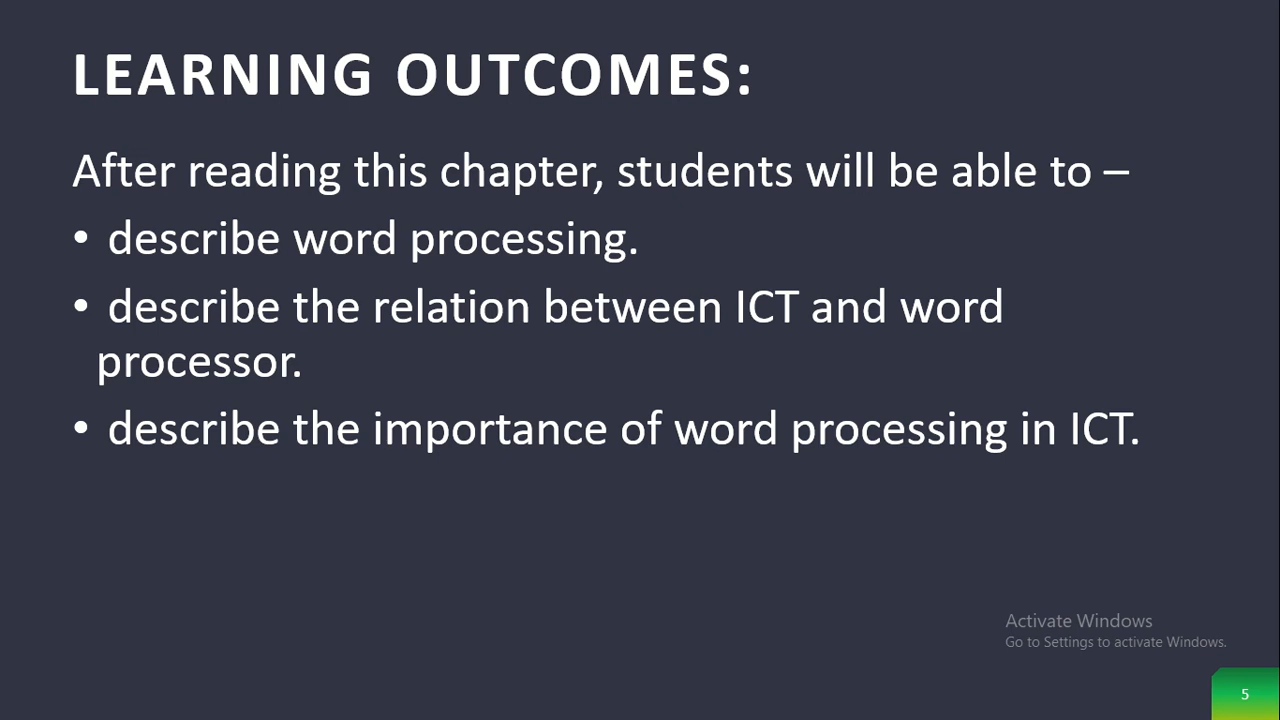 LEARNING OUTCOMES:
After reading this chapter, students will be able to –
• describe word processing.
• describe the relation between ICT and word
processor.
• describe the importance of word processing in ICT.
Activate Windows
Go to Settings to activate Windows.
5